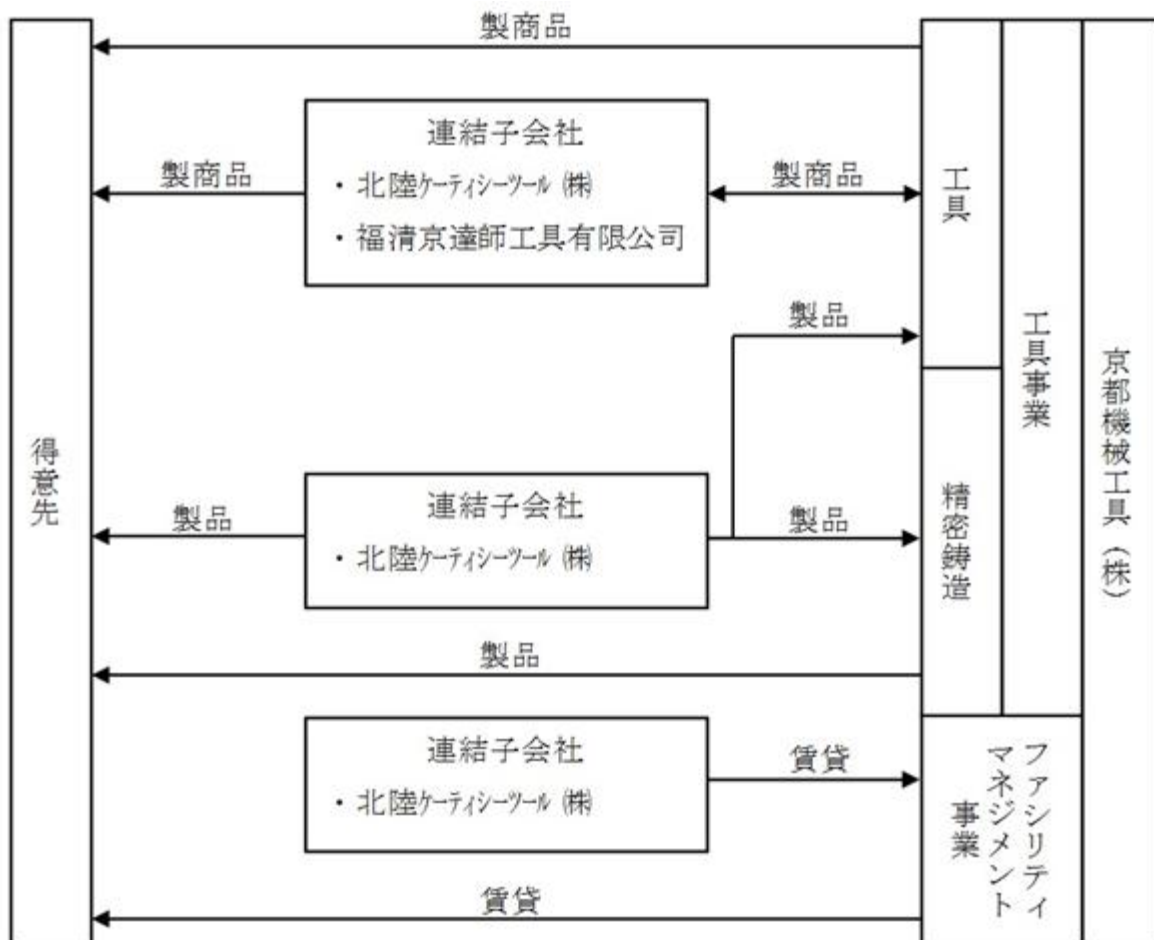 製商品
連結子会社
・北陸ケーティシーツール㈱
・福清京達師工具有限公司
製商品
製商品
工具
製品
工具事業
京都機械工具(株)
得意先
連結子会社
・北陸ケーティシーツール㈱
製品
製品
精密鋳造
製品
連結子会社
・北陸ケーティシーツール㈱
賃貸
ファシリティ
マネジメント
事業
賃貸